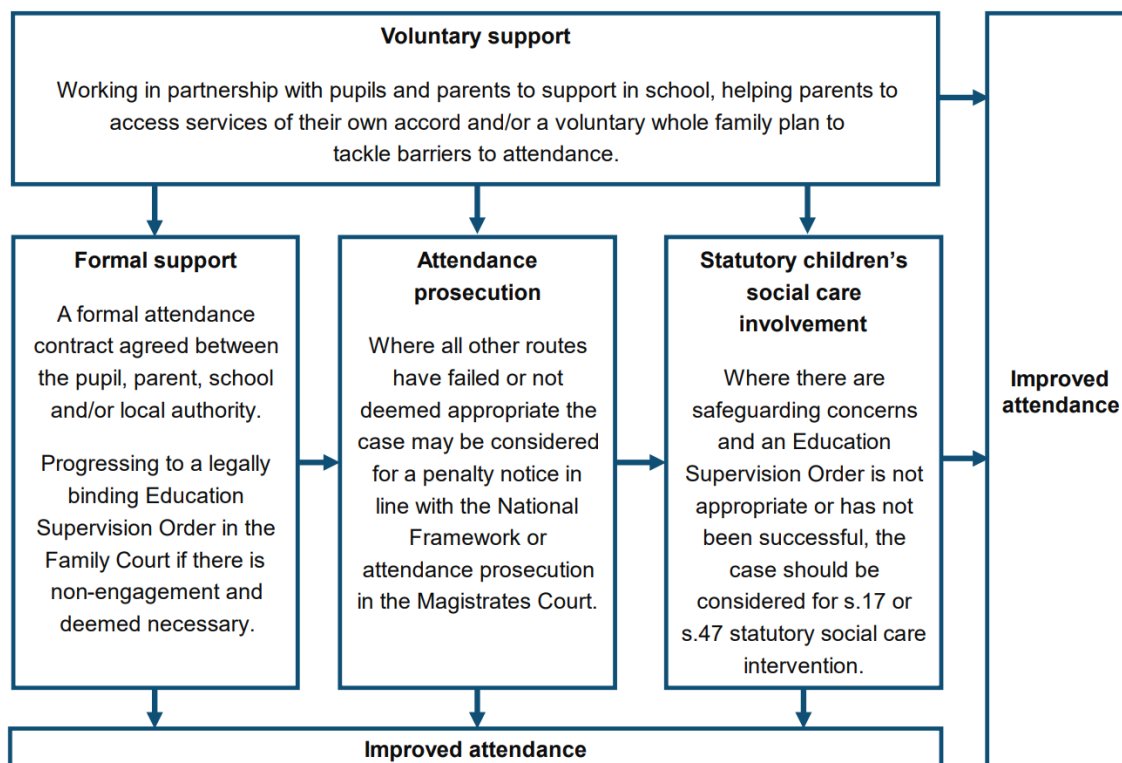 Voluntary support
Working in partnership with pupils and parents to support in school, helping parents to
access services of their own accord and/or a voluntary whole family plan to
tackle barriers to attendance.
Formal support
A formal attendance
contract agreed between
the pupil, parent, school
and/or local authority.
Progressing to a legally
binding Education
Supervision Order in the
Family Court if there is
non-engagement and
deemed necessary.
Attendance
prosecution
Where all other routes
have failed or not
deemed appropriate the
case may be considered
for a penalty notice in
line with the National
Framework or
attendance prosecution
in the Magistrates Court.
Statutory children’s
social care
involvement
Where there are
safeguarding concerns
and an Education
Supervision Order is not
appropriate or has not
been successful, the
case should be
considered for s.17 or
s.47 statutory social care
intervention.
Improved
attendance
Improved attendance